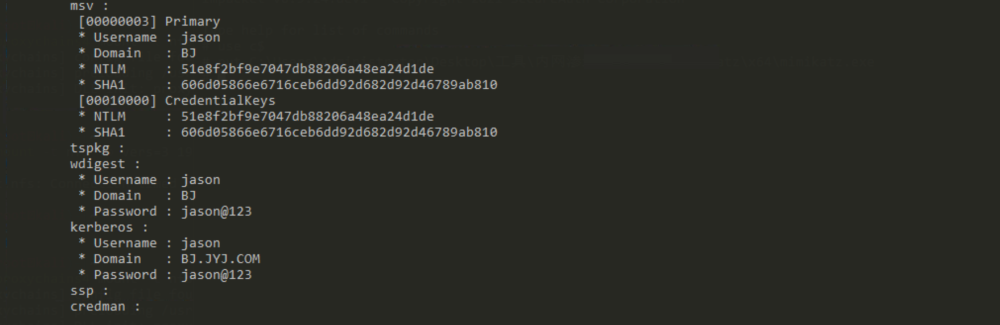 msv :
[00000003] Primary
* Username : jason
* Domain : BJ
* NTLM : 51e8f2bf9e7047db88206a48ea24d1de
* SHA1 : 606d05866e6716ceb6dd92d682d92d46789ab810
[00010000] CredentialKeys
* NTLM : 51e8f2bf9e7047db88206a48ea24d1de
* SHA1 : 606d05866e6716ceb6dd92d682d92d46789ab810
tspkg :
wdigest :
* Username : jason
* Domain : BJ
* Password : jason@123
kerberos :
* Username : jason
* Domain : BJ.JYJ.COM
* Password : jason@123
ssp :
credman :